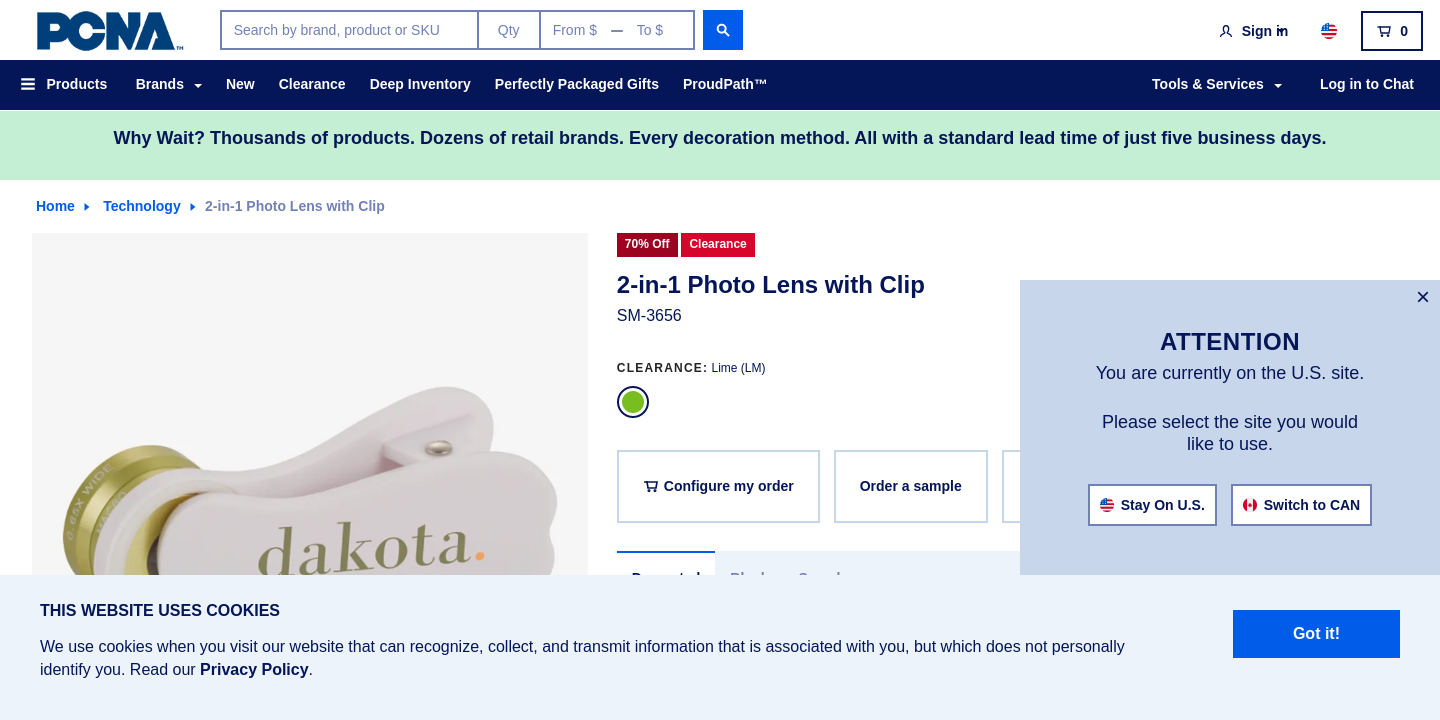 PCNA™
Search by brand, product or SKU
Qty
From $ — To $
Sign in
0
Products
Brands
New
Clearance
Deep Inventory
Perfectly Packaged Gifts
ProudPath™
Tools & Services
Log in to Chat
Why Wait? Thousands of products. Dozens of retail brands. Every decoration method. All with a standard lead time of just five business days.
Home
Technology
2-in-1 Photo Lens with Clip
70% Off
Clearance
2-in-1 Photo Lens with Clip
SM-3656
CLEARANCE: Lime (LM)
Configure my order
Order a sample
0.65X WIDE
dakota.
×
ATTENTION
You are currently on the U.S. site.
Please select the site you would
like to use.
Stay On U.S.
Switch to CAN
THIS WEBSITE USES COOKIES
We use cookies when you visit our website that can recognize, collect, and transmit information that is associated with you, but which does not personally
identify you. Read our Privacy Policy.
Got it!